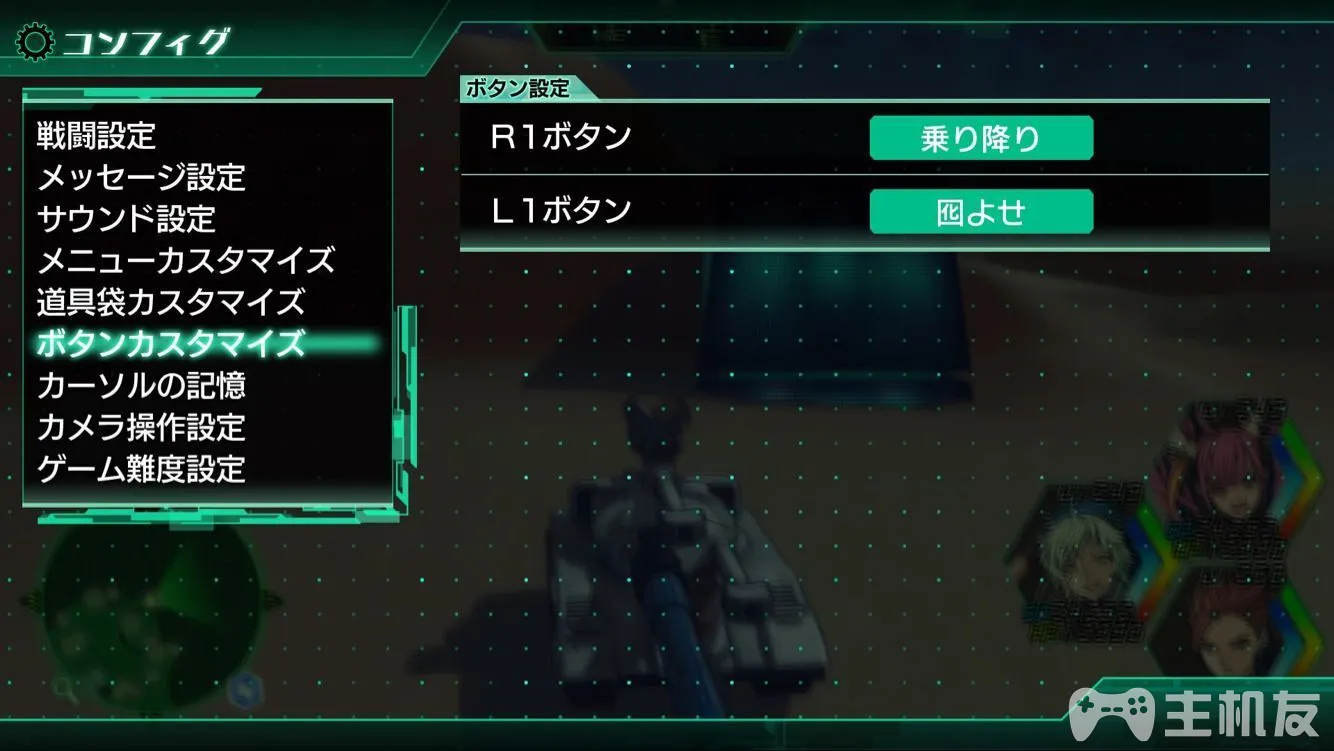 コンフィグ
戦闘設定
メッセージ設定
サウンド設定
メニューカスタマイズ
道具袋カスタマイズ
ボタンカスタマイズ
カーソルの記憶
カメラ操作設定
ゲーム難度設定
ボタン設定
R1ボタン
乗り降り
L1ボタン
囮よせ
主机友